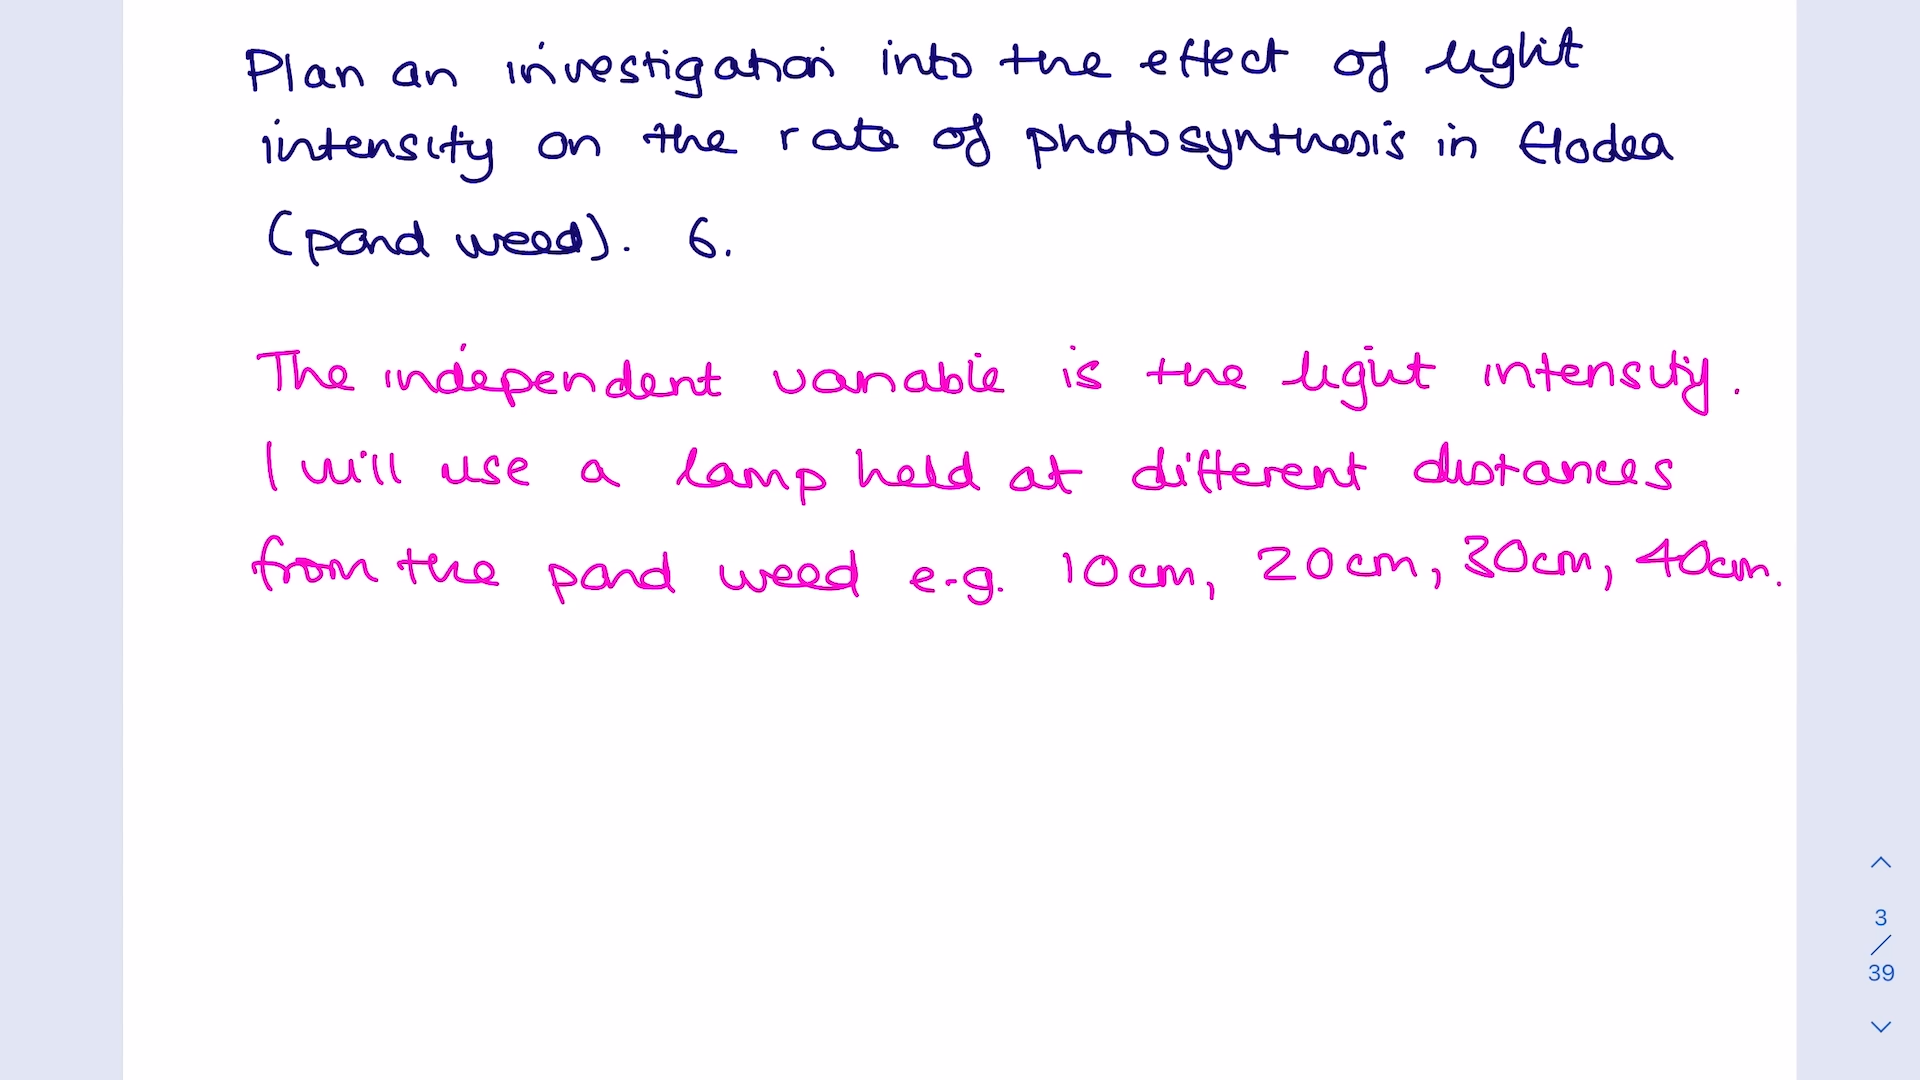 Plan an investigation into the effect of light
intensity on the rate of photosynthesis in Elodea
(pond weed). 6.
The independent variable is the light intensity.
I will use a lamp held at different distances
from the pond weed e.g. 10cm, 20cm, 30cm, 40cm.
3
/
39